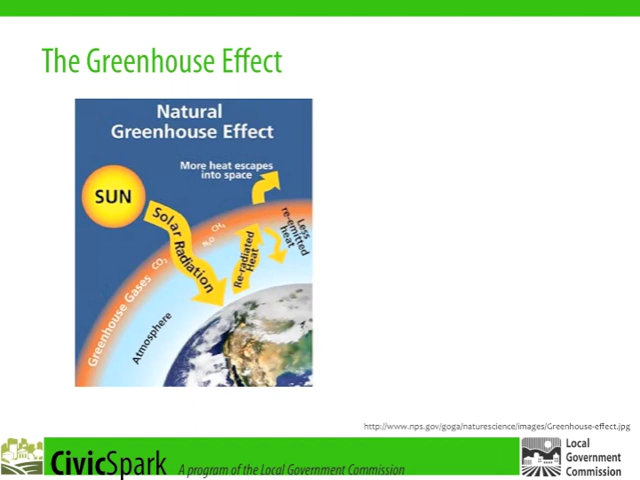 The Greenhouse Effect
Natural
Greenhouse Effect
More heat escapes
into space
SUN
Solar Radiation
CH₄
H₂O
CO₂
Less
re-emitted
heat
Re-radiated
Heat
Greenhouse Gases
Atmosphere
http://www.nps.gov/goga/naturescience/images/Greenhouse-effect.jpg
CivicSpark A program of the Local Government Commission
Local
Government
Commission